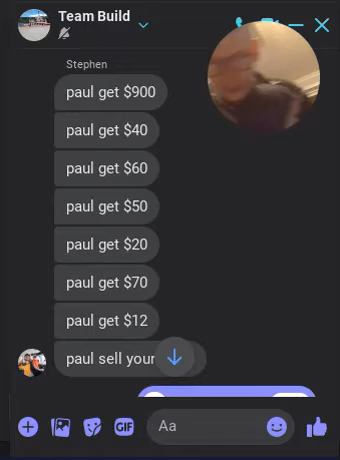 Team Build
Stephen
paul get $900
paul get $40
paul get $60
paul get $50
paul get $20
paul get $70
paul get $12
paul sell your
GIF
Aa